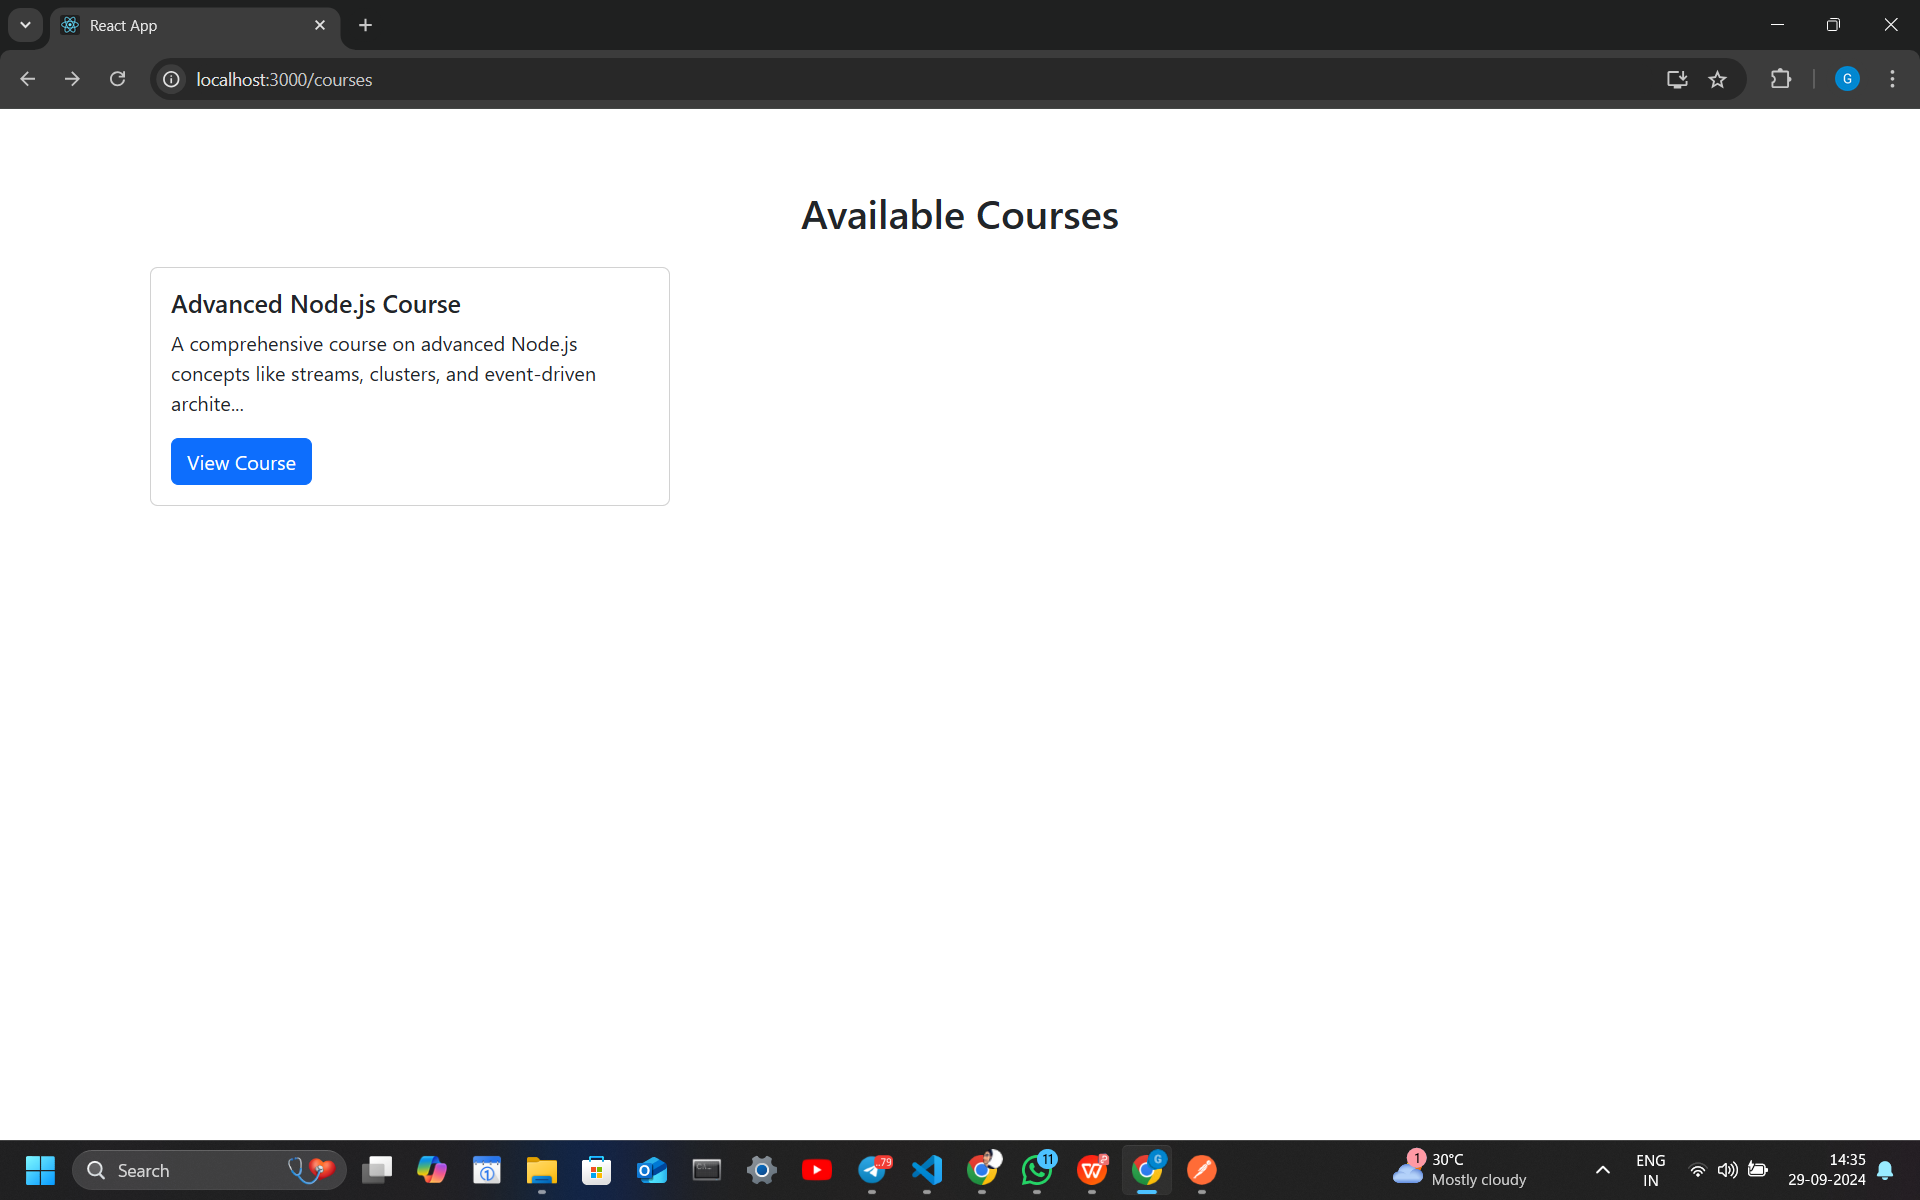 React App
localhost:3000/courses
G
Available Courses
Advanced Node.js Course
A comprehensive course on advanced Node.js
concepts like streams, clusters, and event-driven
archite...
View Course
Search
79
11
G
1
30°C
Mostly cloudy
ENG
IN
14:35
29-09-2024